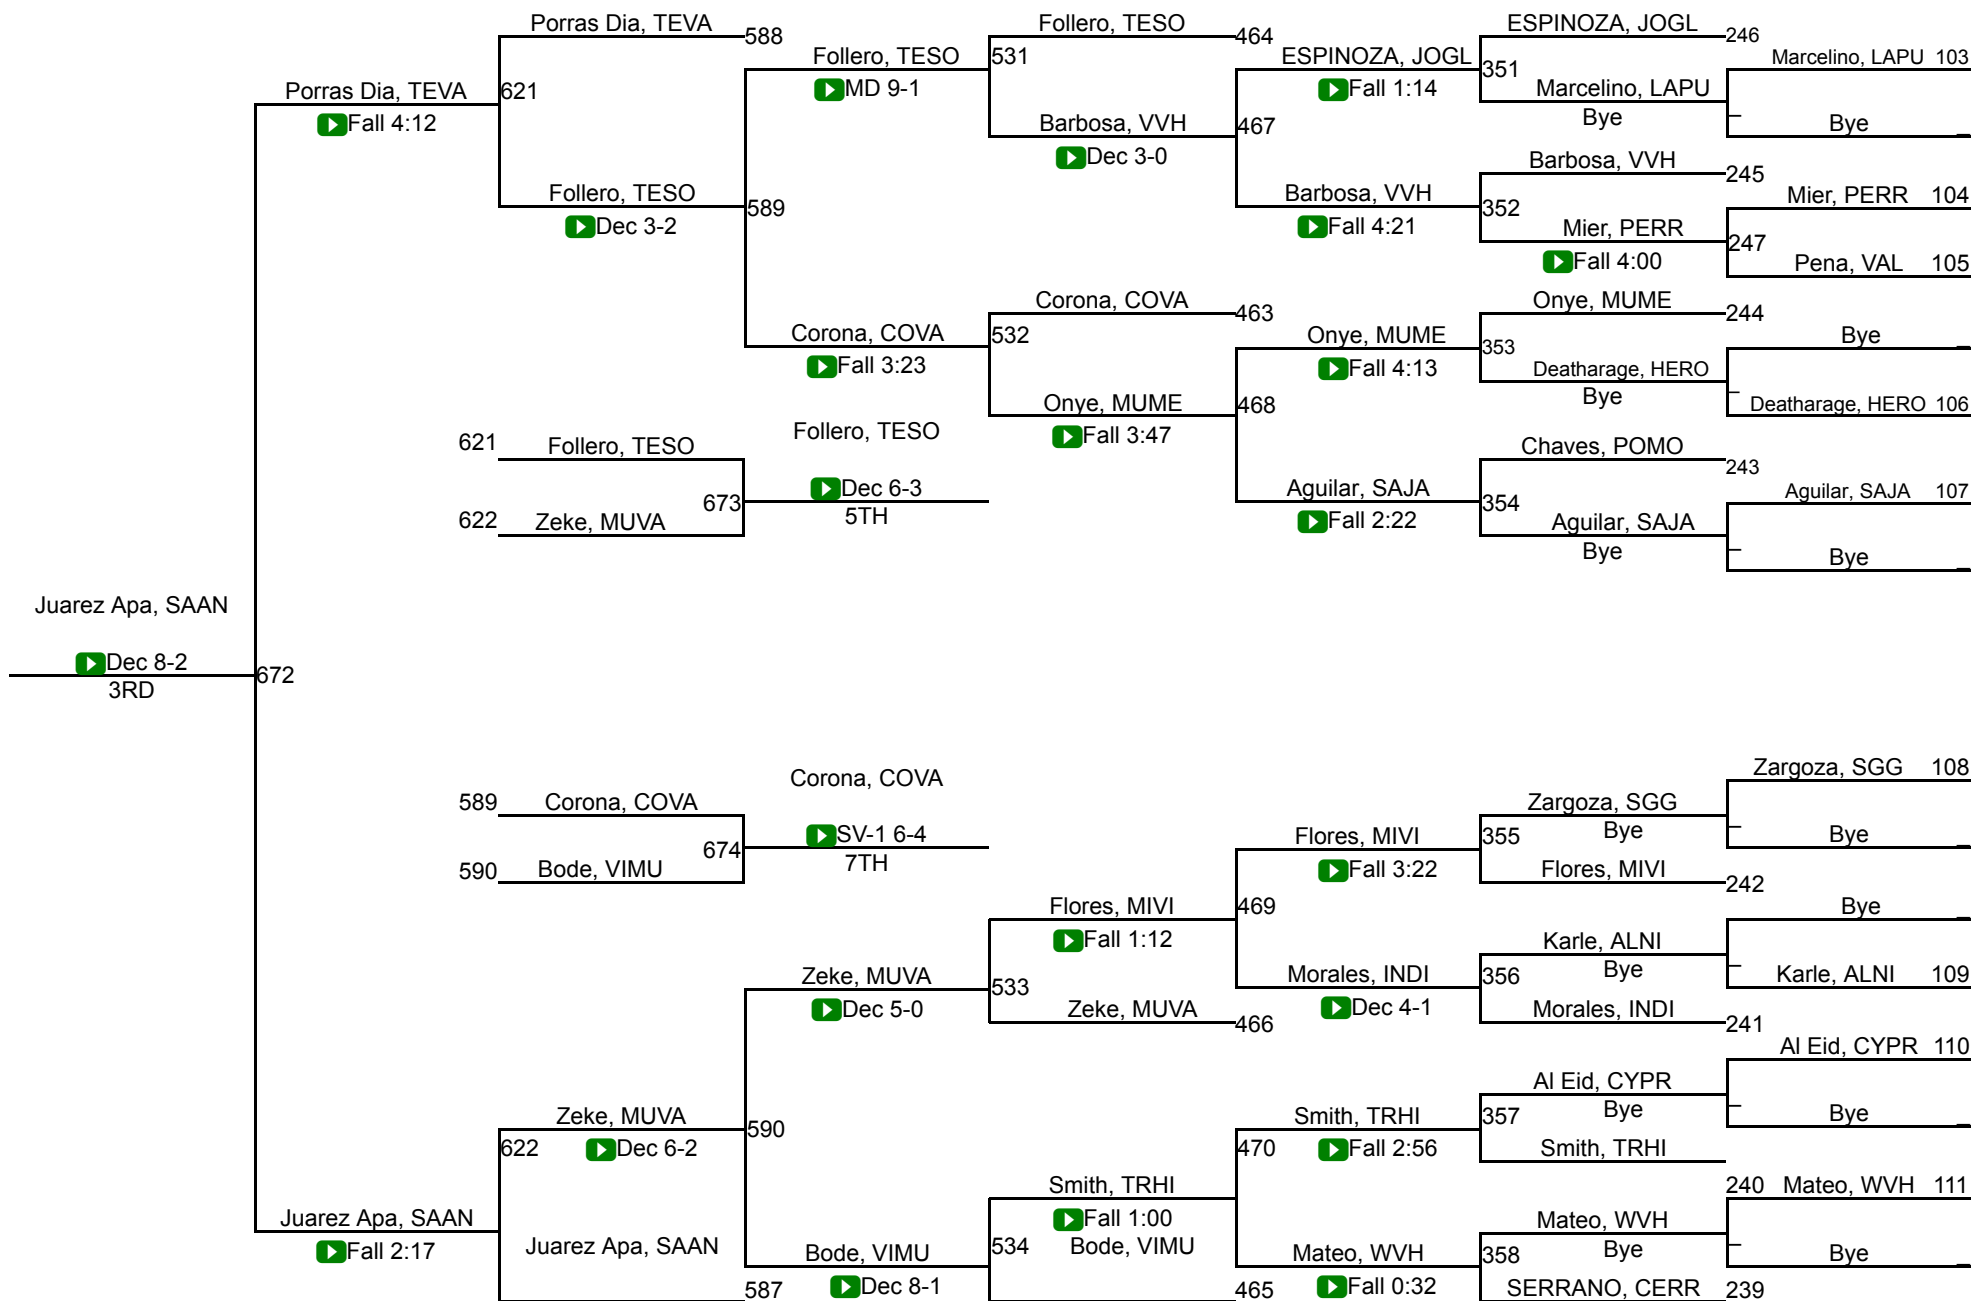 Porras Dia, TEVA
588
Follero, TESO
464
ESPINOZA, JOGL
246
Follero, TESO
531
ESPINOZA, JOGL
351
Marcelino, LAPU 103
MD 9-1
Fall 1:14
Marcelino, LAPU
Porras Dia, TEVA
621
Bye
Bye
Fall 4:12
Barbosa, VVH
467
Dec 3-0
Barbosa, VVH
245
Follero, TESO
589
Barbosa, VVH
352
Mier, PERR 104
Dec 3-2
Fall 4:21
Mier, PERR
247
Fall 4:00
Pena, VAL 105
Corona, COVA
463
Onye, MUME
244
Corona, COVA
532
Onye, MUME
353
Bye
Fall 3:23
Fall 4:13
Deatharage, HERO
Bye
Onye, MUME
468
Deatharage, HERO 106
Fall 3:47
Follero, TESO
621
Follero, TESO
Chaves, POMO
243
Dec 6-3
673
5TH
Aguilar, SAJA
354
Aguilar, SAJA 107
622
Zeke, MUVA
Fall 2:22
Aguilar, SAJA
Bye
Bye
Juarez Apa, SAAN
Dec 8-2
672
3RD
Corona, COVA
Zargoza, SGG 108
589
Corona, COVA
Zargoza, SGG
SV-1 6-4
674
7TH
Flores, MIVI
355
Bye
Bye
590
Bode, VIMU
Fall 3:22
Flores, MIVI
242
Flores, MIVI
469
Bye
Fall 1:12
Karle, ALNI
Zeke, MUVA
533
Morales, INDI
356
Bye
Karle, ALNI 109
Dec 5-0
Zeke, MUVA
466
Dec 4-1
Morales, INDI
241
Al Eid, CYPR 110
Al Eid, CYPR
Zeke, MUVA
590
Smith, TRHI
357
Bye
Bye
622
Dec 6-2
470
Fall 2:56
Smith, TRHI
Smith, TRHI
240
Mateo, WVH 111
Juarez Apa, SAAN
Fall 1:00
Mateo, WVH
Fall 2:17
Juarez Apa, SAAN
Bode, VIMU
534
Bode, VIMU
Mateo, WVH
358
Bye
Bye
587
Dec 8-1
465
Fall 0:32
SERRANO, CERR
239